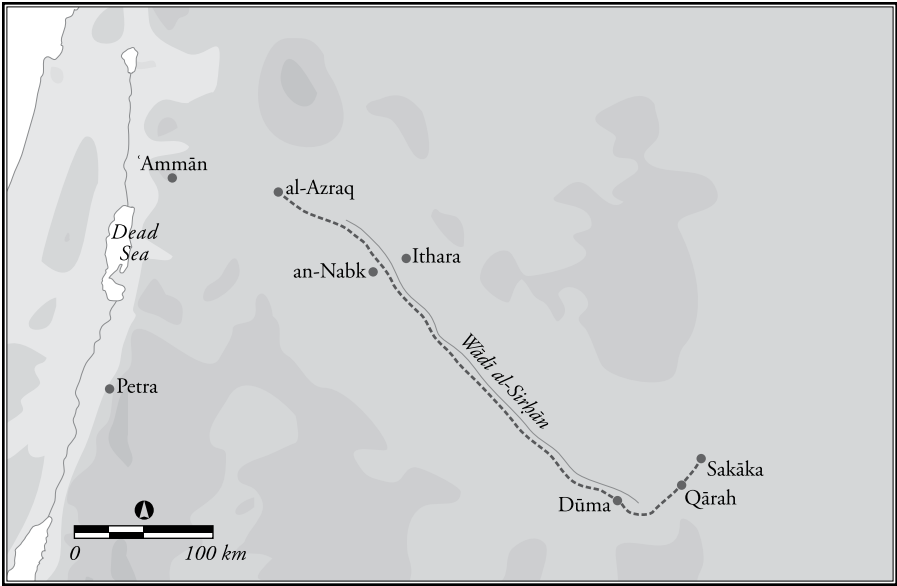 ʿAmmān
al-Azraq
Dead
Sea
Ithara
an-Nabk
Wādī al-Sirḥān
Petra
Sakāka
Qārah
Dūma
0
100 km